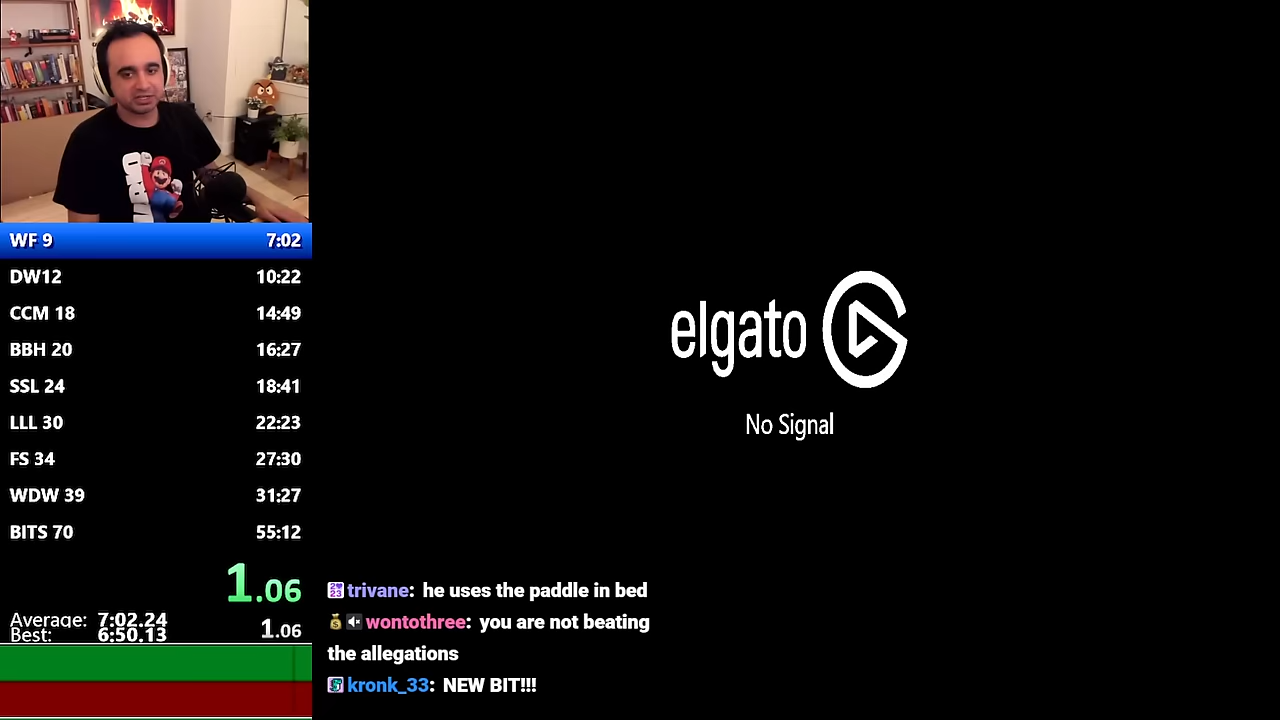 WF 9 7:02
DW12 10:22
CCM 18 14:49
BBH 20 16:27
SSL 24 18:41
LLL 30 22:23
FS 34 27:30
WDW 39 31:27
BITS 70 55:12
1.06
Average: 7:02.24
Best: 6:50.13 1.06
elgato
No Signal
trivane: he uses the paddle in bed
wontothree: you are not beating
the allegations
kronk_33: NEW BIT!!!